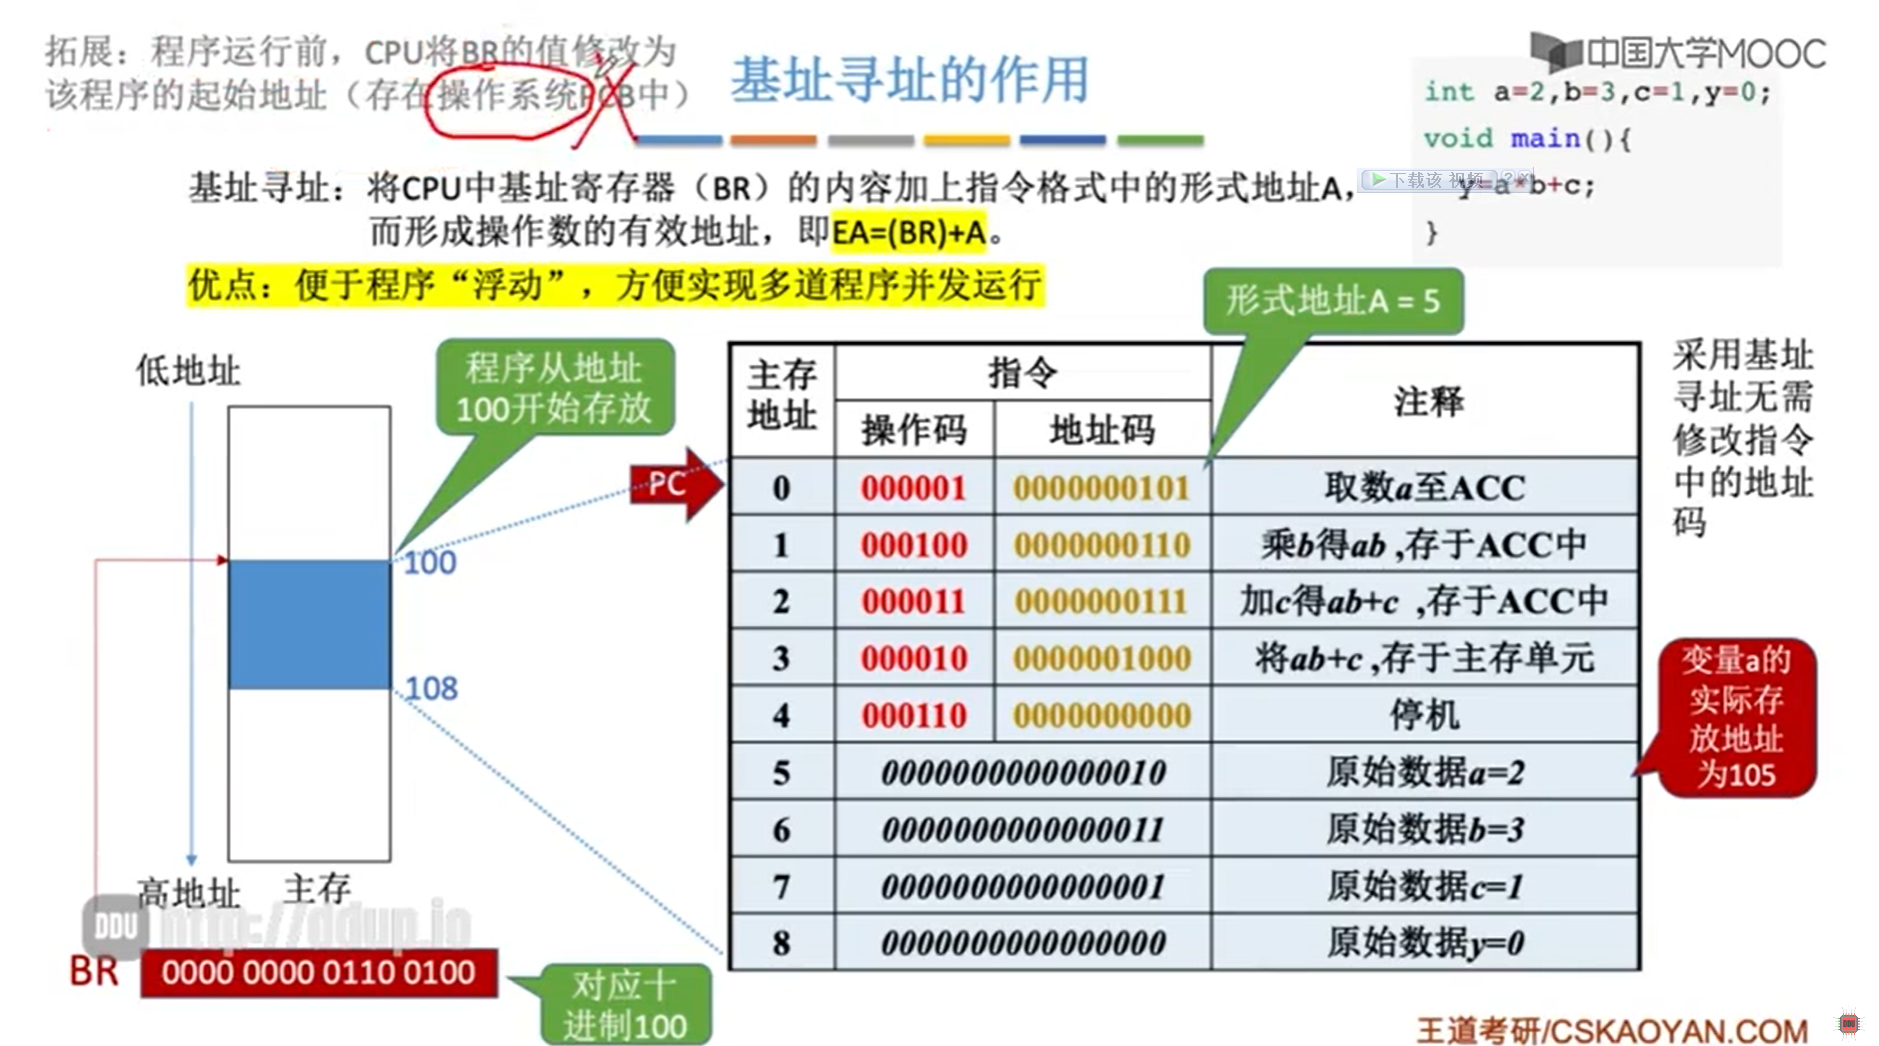 拓展：程序运行前，CPU将BR的值修改为
该程序的起始地址（存在操作系统PCB中）
基址寻址的作用
中国大学MOOC
int a=2,b=3,c=1,y=0;
void main(){
下载该 视频 ? X
y=a*b+c;
}
基址寻址：将CPU中基址寄存器（BR）的内容加上指令格式中的形式地址A，
而形成操作数的有效地址，即EA=(BR)+A。
优点：便于程序“浮动”，方便实现多道程序并发运行
形式地址A = 5
低地址
程序从地址
100开始存放
100
108
高地址 主存
DDU http://ddup.io
BR 0000 0000 0110 0100
对应十
进制100
PC
主存
地址
指令
注释
操作码 地址码
0 000001 0000000101 取数a至ACC
1 000100 0000000110 乘b得ab ,存于ACC中
2 000011 0000000111 加c得ab+c ,存于ACC中
3 000010 0000001000 将ab+c ,存于主存单元
4 000110 0000000000 停机
5 0000000000000010 原始数据a=2
6 0000000000000011 原始数据b=3
7 0000000000000001 原始数据c=1
8 0000000000000000 原始数据y=0
采用基址
寻址无需
修改指令
中的地址
码
变量a的
实际存
放地址
为105
王道考研/CSKAOYAN.COM
DDU